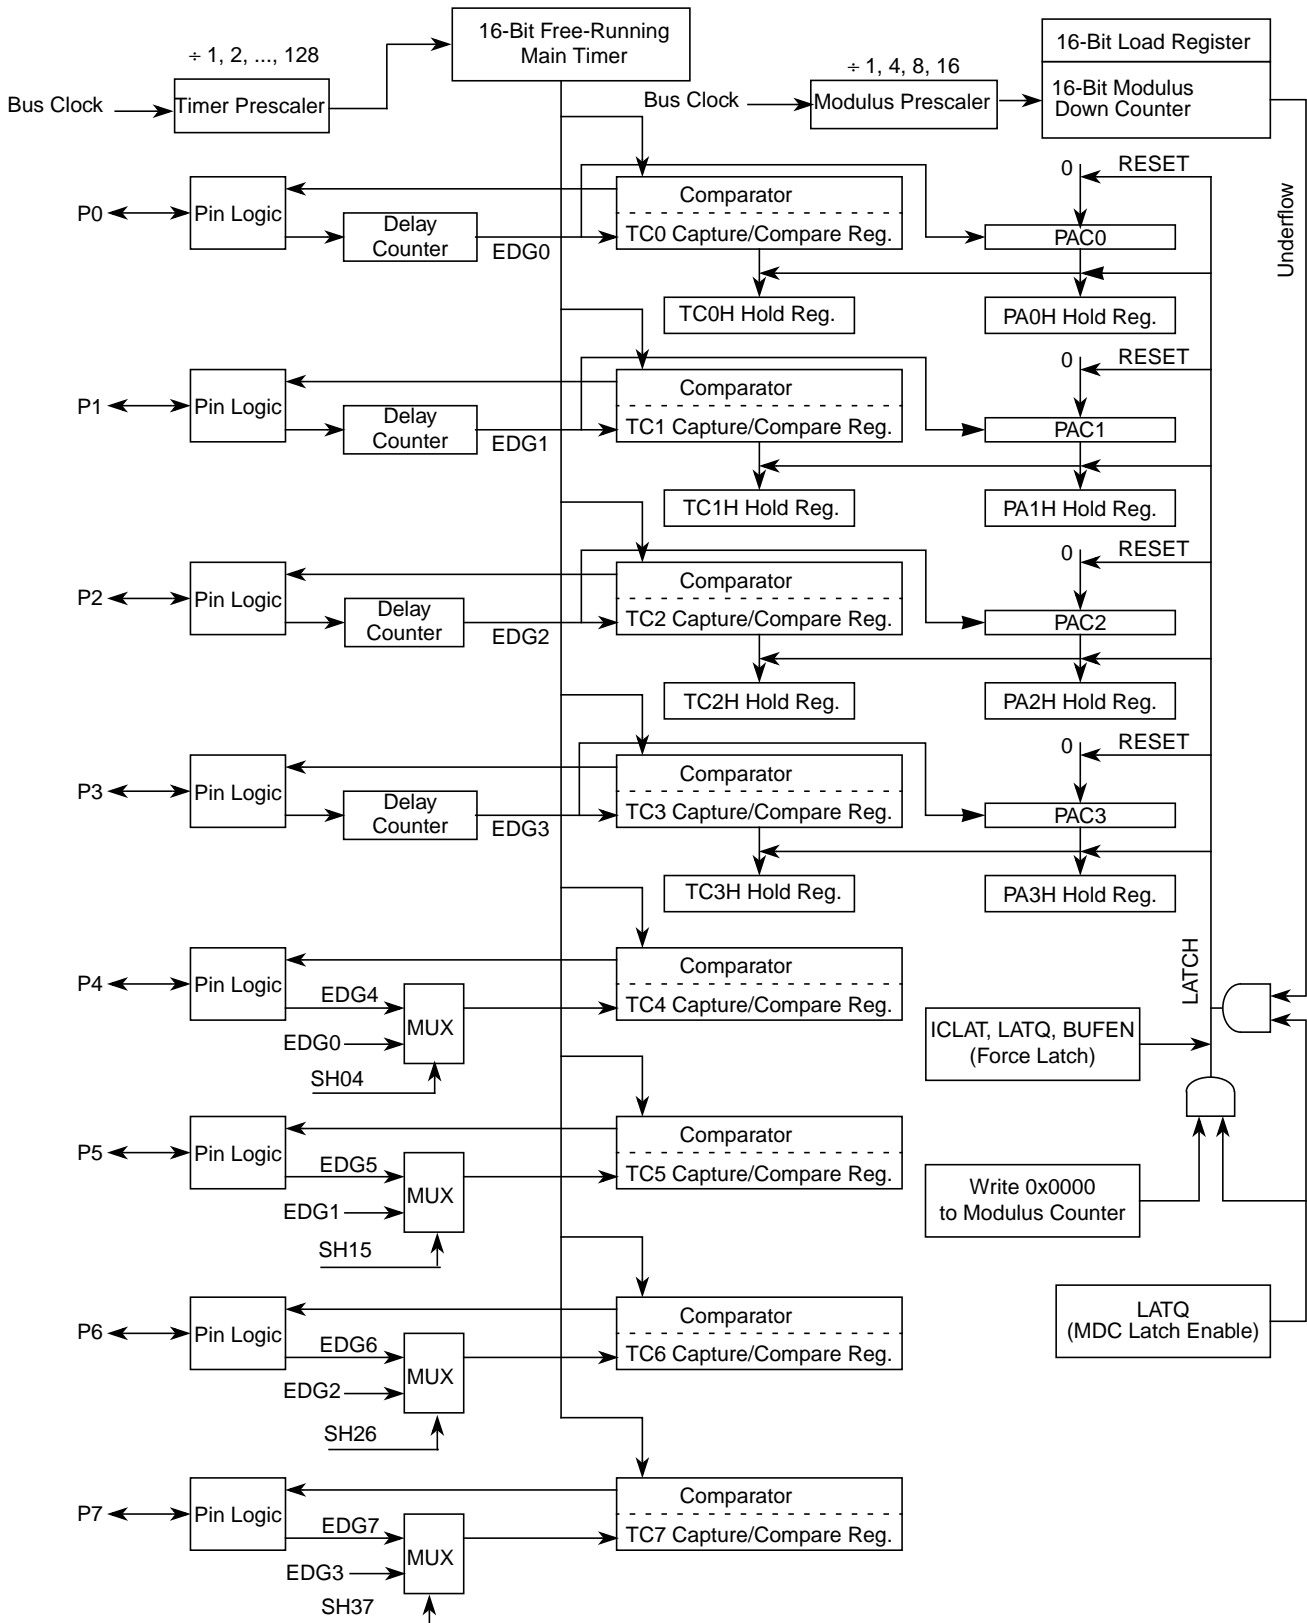 16-Bit Free-Running
Main Timer
16-Bit Load Register
16-Bit Modulus
Down Counter
÷ 1, 2, ..., 128
Bus Clock
Timer Prescaler
÷ 1, 4, 8, 16
Bus Clock
Modulus Prescaler
Underflow
P0
Pin Logic
Delay
Counter
EDG0
Comparator
TC0 Capture/Compare Reg.
TC0H Hold Reg.
0
RESET
PAC0
PA0H Hold Reg.
P1
Pin Logic
Delay
Counter
EDG1
Comparator
TC1 Capture/Compare Reg.
TC1H Hold Reg.
0
RESET
PAC1
PA1H Hold Reg.
P2
Pin Logic
Delay
Counter
EDG2
Comparator
TC2 Capture/Compare Reg.
TC2H Hold Reg.
0
RESET
PAC2
PA2H Hold Reg.
P3
Pin Logic
Delay
Counter
EDG3
Comparator
TC3 Capture/Compare Reg.
TC3H Hold Reg.
0
RESET
PAC3
PA3H Hold Reg.
P4
Pin Logic
EDG4
EDG0
MUX
SH04
Comparator
TC4 Capture/Compare Reg.
LATCH
ICLAT, LATQ, BUFEN
(Force Latch)
P5
Pin Logic
EDG5
EDG1
MUX
SH15
Comparator
TC5 Capture/Compare Reg.
Write 0x0000
to Modulus Counter
P6
Pin Logic
EDG6
EDG2
MUX
SH26
Comparator
TC6 Capture/Compare Reg.
LATQ
(MDC Latch Enable)
P7
Pin Logic
EDG7
EDG3
MUX
SH37
Comparator
TC7 Capture/Compare Reg.